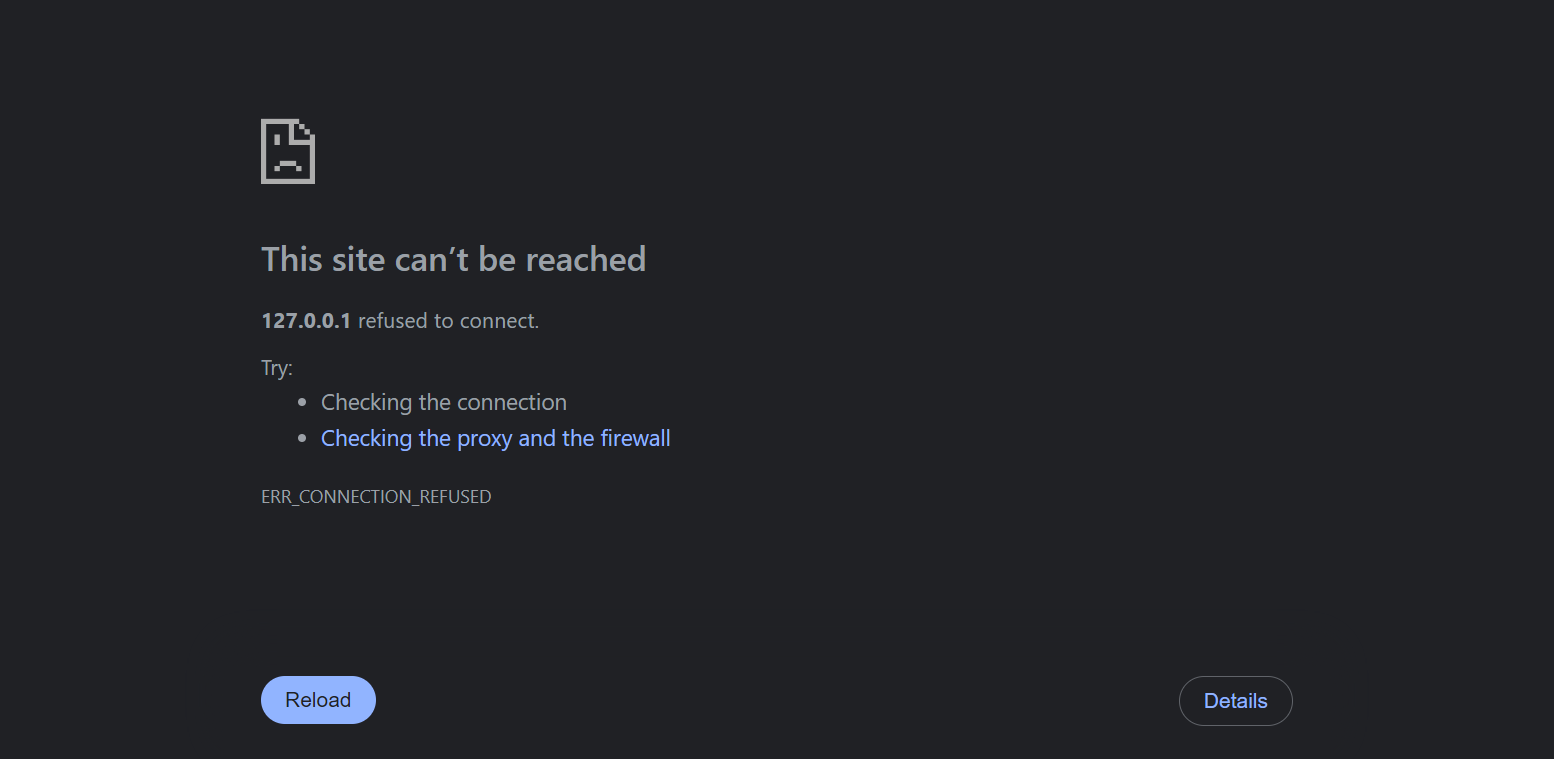 This site can’t be reached
127.0.0.1 refused to connect.
Try:
• Checking the connection
• Checking the proxy and the firewall
ERR_CONNECTION_REFUSED
Reload
Details